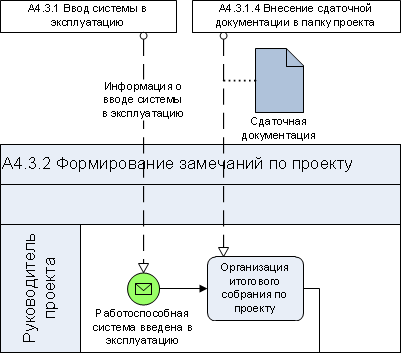 А4.3.1 Ввод системы в
эксплуатацию
А4.3.1.4 Внесение сдаточной
документации в папку проекта
Информация о
вводе системы
в эксплуатацию
Сдаточная
документация
А4.3.2 Формирование замечаний по проекту
Руководитель
проекта
Работоспособная
система введена в
эксплуатацию
Организация
итогового
собрания по
проекту